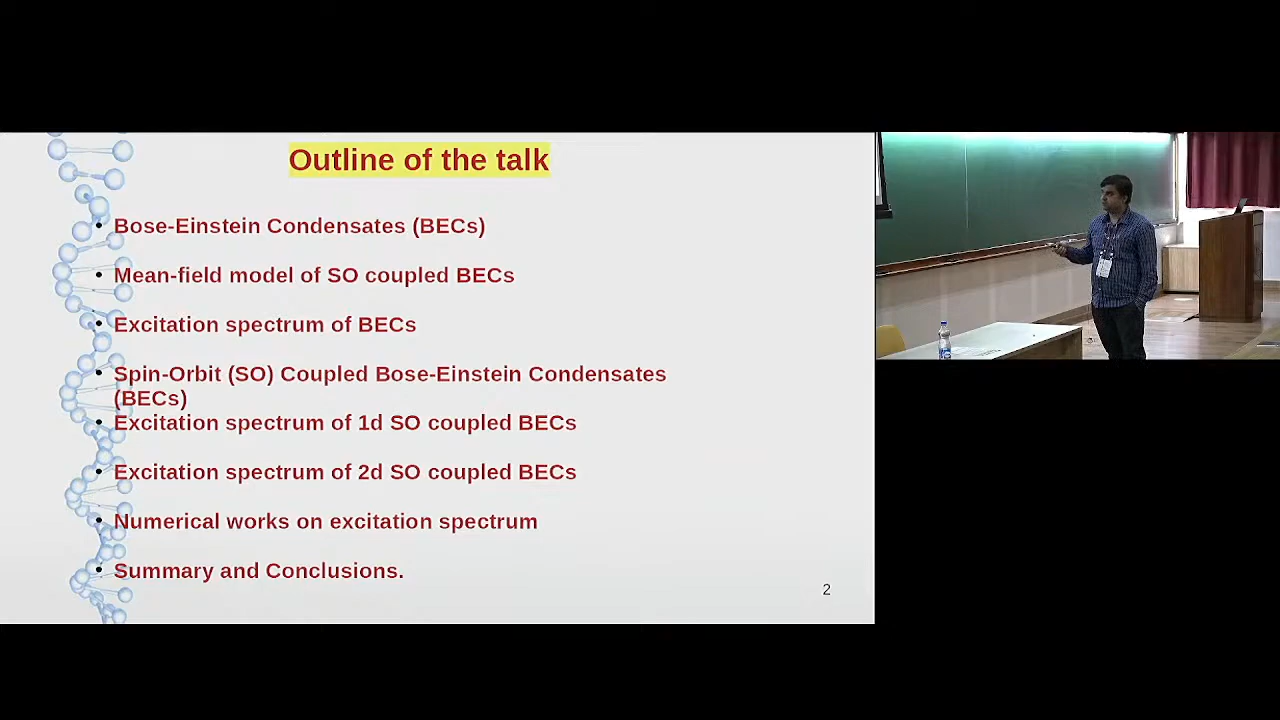 Outline of the talk
• Bose-Einstein Condensates (BECs)
• Mean-field model of SO coupled BECs
• Excitation spectrum of BECs
• Spin-Orbit (SO) Coupled Bose-Einstein Condensates
(BECs)
• Excitation spectrum of 1d SO coupled BECs
• Excitation spectrum of 2d SO coupled BECs
• Numerical works on excitation spectrum
• Summary and Conclusions.
2